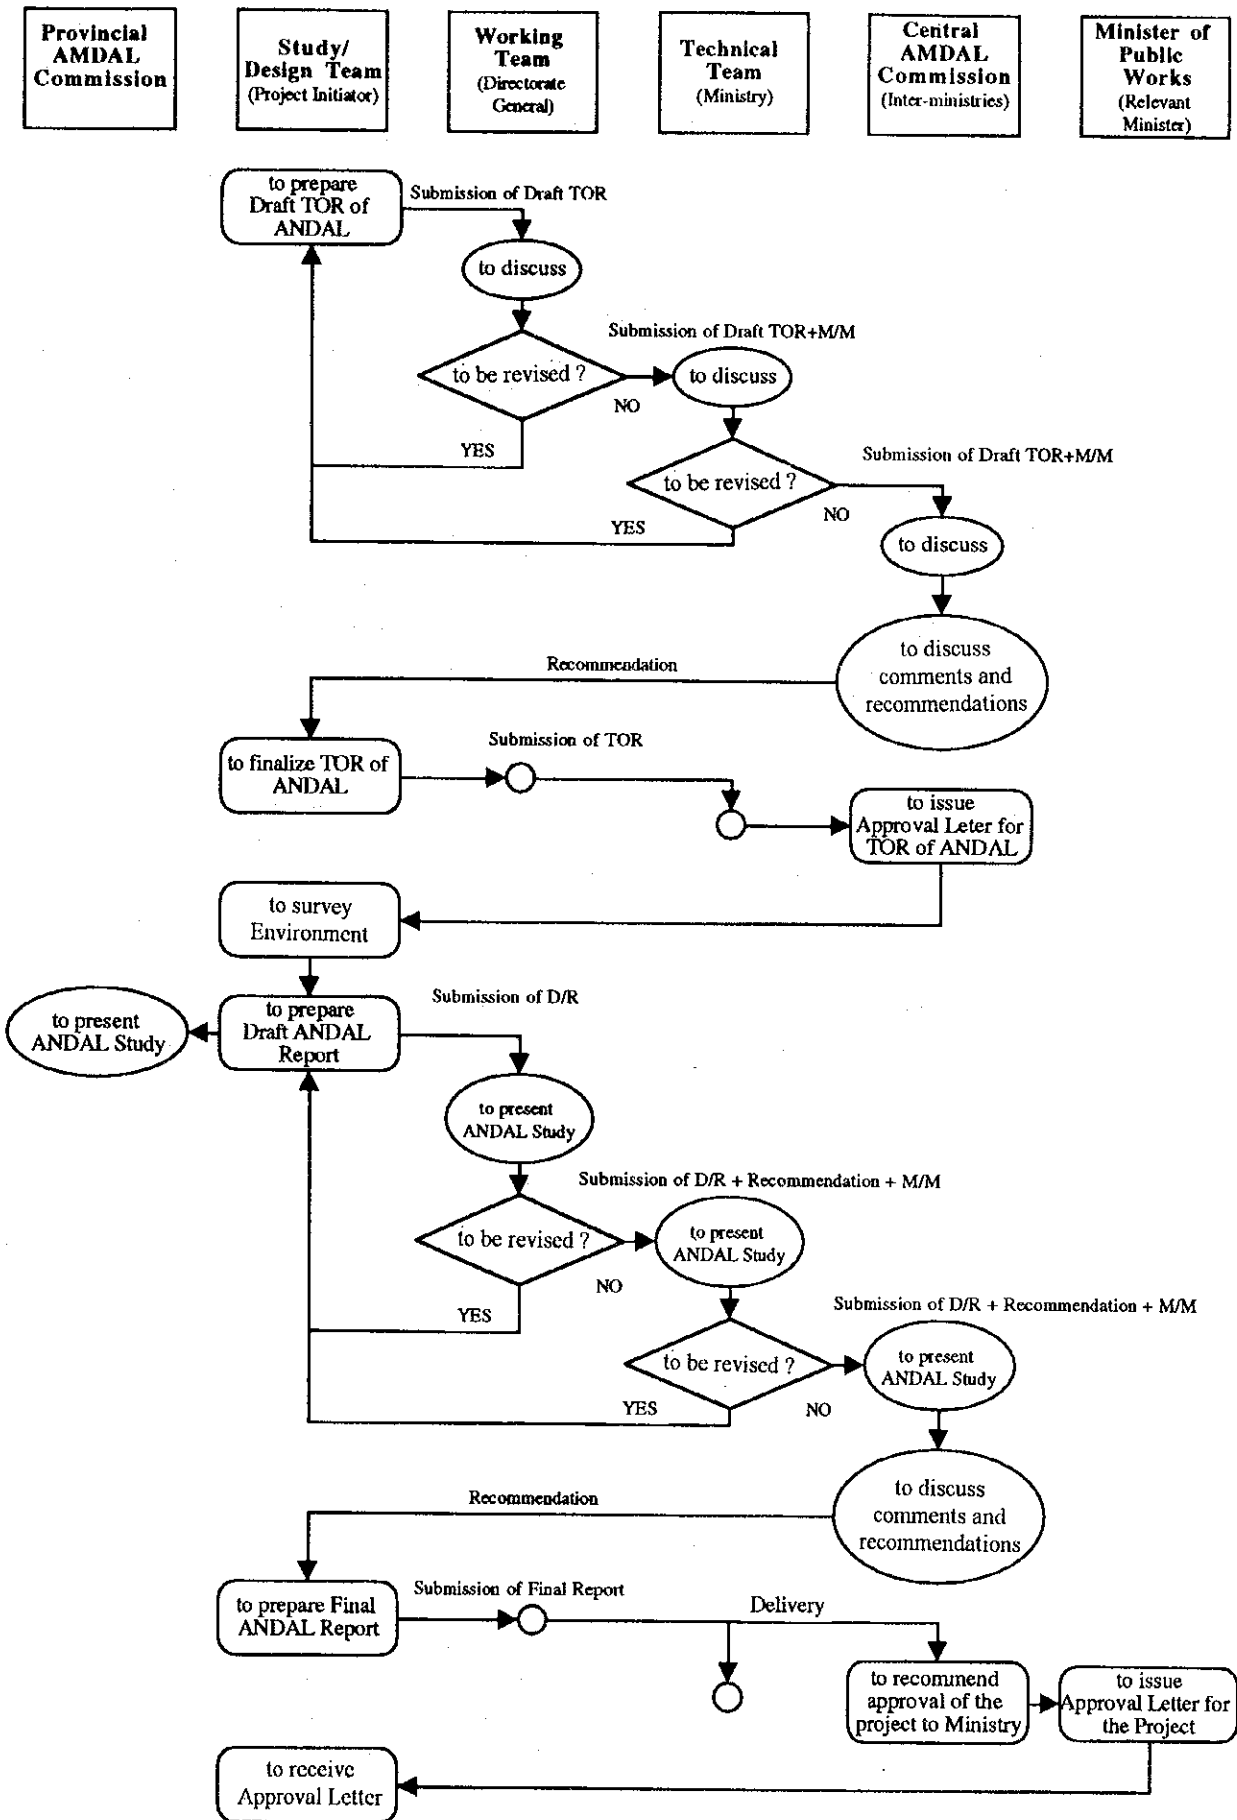 Provincial
AMDAL
Commission
Study/
Design Team
(Project Initiator)
Working
Team
(Directorate
General)
Technical
Team
(Ministry)
Central
AMDAL
Commission
(Inter-ministries)
Minister of
Public
Works
(Relevant
Minister)
to prepare
Draft TOR of
ANDAL
Submission of Draft TOR
to discuss
to be revised ?
YES
NO
Submission of Draft TOR+M/M
to discuss
to be revised ?
YES
NO
Submission of Draft TOR+M/M
to discuss
to discuss
comments and
recommendations
Recommendation
to finalize TOR of
ANDAL
Submission of TOR
to issue
Approval Leter for
TOR of ANDAL
to survey
Environment
to prepare
Draft ANDAL
Report
to present
ANDAL Study
Submission of D/R
to present
ANDAL Study
to be revised ?
YES
NO
Submission of D/R + Recommendation + M/M
to present
ANDAL Study
to be revised ?
YES
NO
Submission of D/R + Recommendation + M/M
to present
ANDAL Study
to discuss
comments and
recommendations
Recommendation
to prepare Final
ANDAL Report
Submission of Final Report
Delivery
to recommend
approval of the
project to Ministry
to issue
Approval Letter for
the Project
to receive
Approval Letter